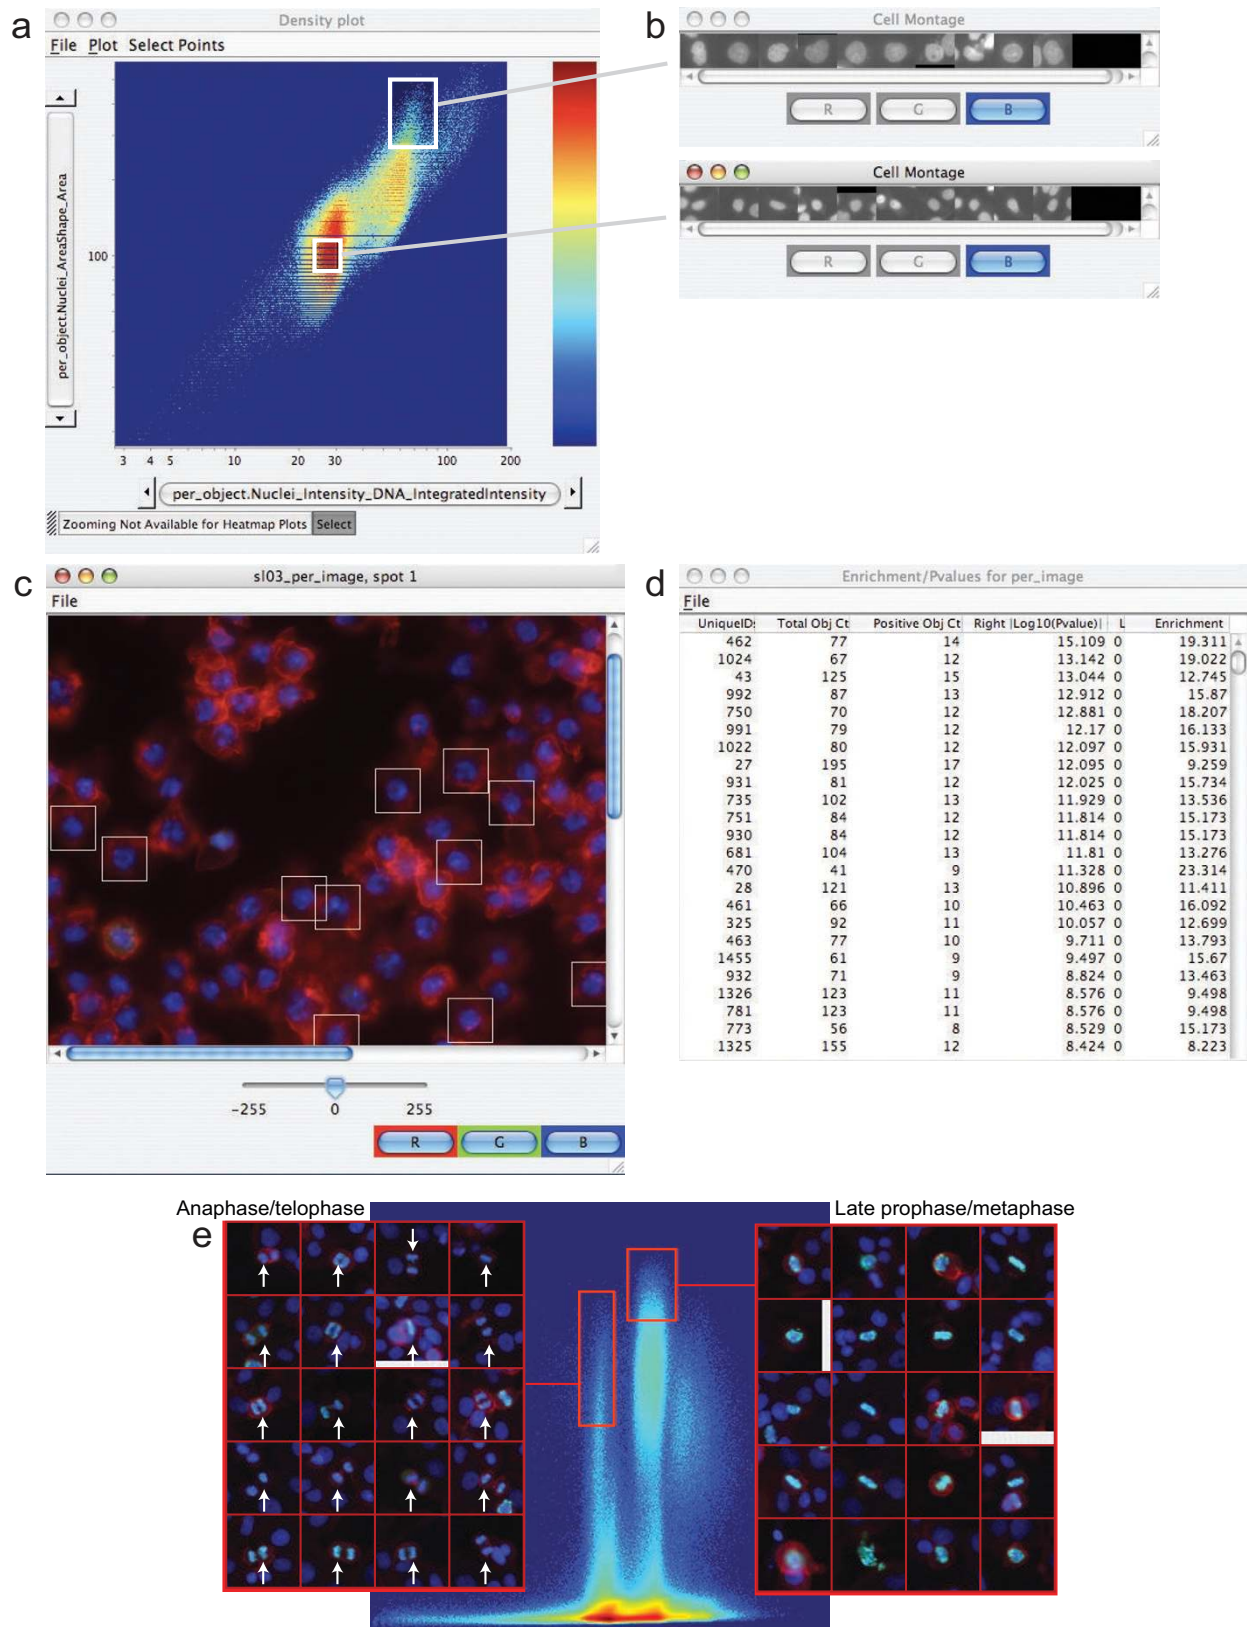 a
Density plot
File Plot Select Points
per_object.Nuclei_AreaShape_Area
100
3 4 5 10 20 30 100 200
per_object.Nuclei_Intensity_DNA_IntegratedIntensity
Zooming Not Available for Heatmap Plots Select
b
Cell Montage
R G B
Cell Montage
R G B
c
sl03_per_image, spot 1
File
-255 0 255
R G B
d
Enrichment/Pvalues for per_image
File
UniqueID: Total Obj Ct Positive Obj Ct Right |Log10(Pvalue)| L Enrichment
462 77 14 15.109 0 19.311
1024 67 12 13.142 0 19.022
43 125 15 13.044 0 12.745
992 87 13 12.912 0 15.87
750 70 12 12.881 0 18.207
991 79 12 12.17 0 16.133
1022 80 12 12.097 0 15.931
27 195 17 12.095 0 9.259
931 81 12 12.025 0 15.734
735 102 13 11.929 0 13.536
751 84 12 11.814 0 15.173
930 84 12 11.814 0 15.173
681 104 13 11.81 0 13.276
470 41 9 11.328 0 23.314
28 121 13 10.896 0 11.411
461 66 10 10.463 0 16.092
325 92 11 10.057 0 12.699
463 77 10 9.711 0 13.793
1455 61 9 9.497 0 15.67
932 71 9 8.824 0 13.463
1326 123 11 8.576 0 9.498
781 123 11 8.576 0 9.498
773 56 8 8.529 0 15.173
1325 155 12 8.424 0 8.223
e
Anaphase/telophase
Late prophase/metaphase